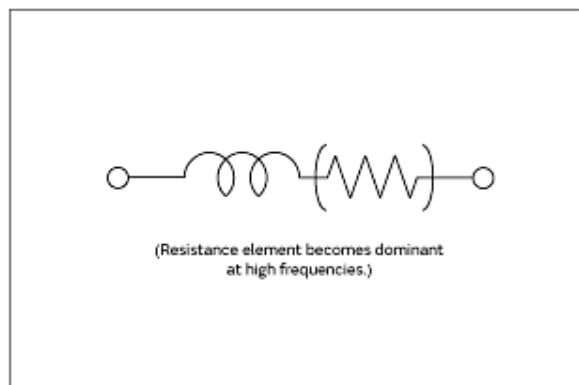 (Resistance element becomes dominant
at high frequencies.)